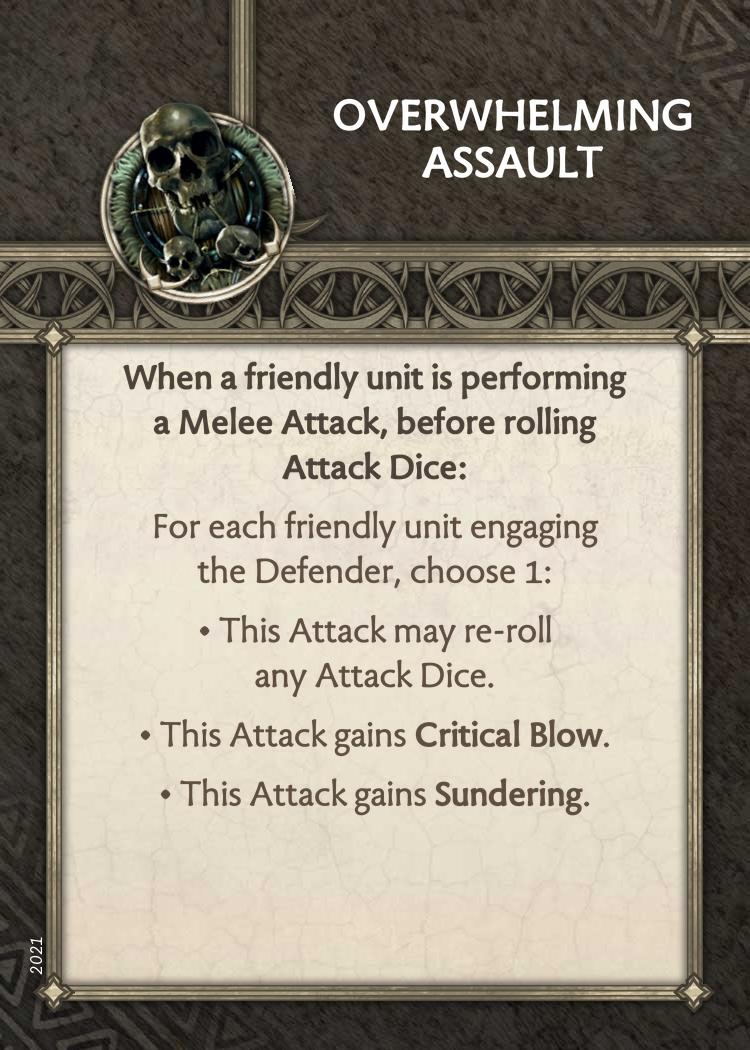 OVERWHELMING
ASSAULT
When a friendly unit is performing
a Melee Attack, before rolling
Attack Dice:
For each friendly unit engaging
the Defender, choose 1:
• This Attack may re-roll
any Attack Dice.
• This Attack gains Critical Blow.
• This Attack gains Sundering.
2021